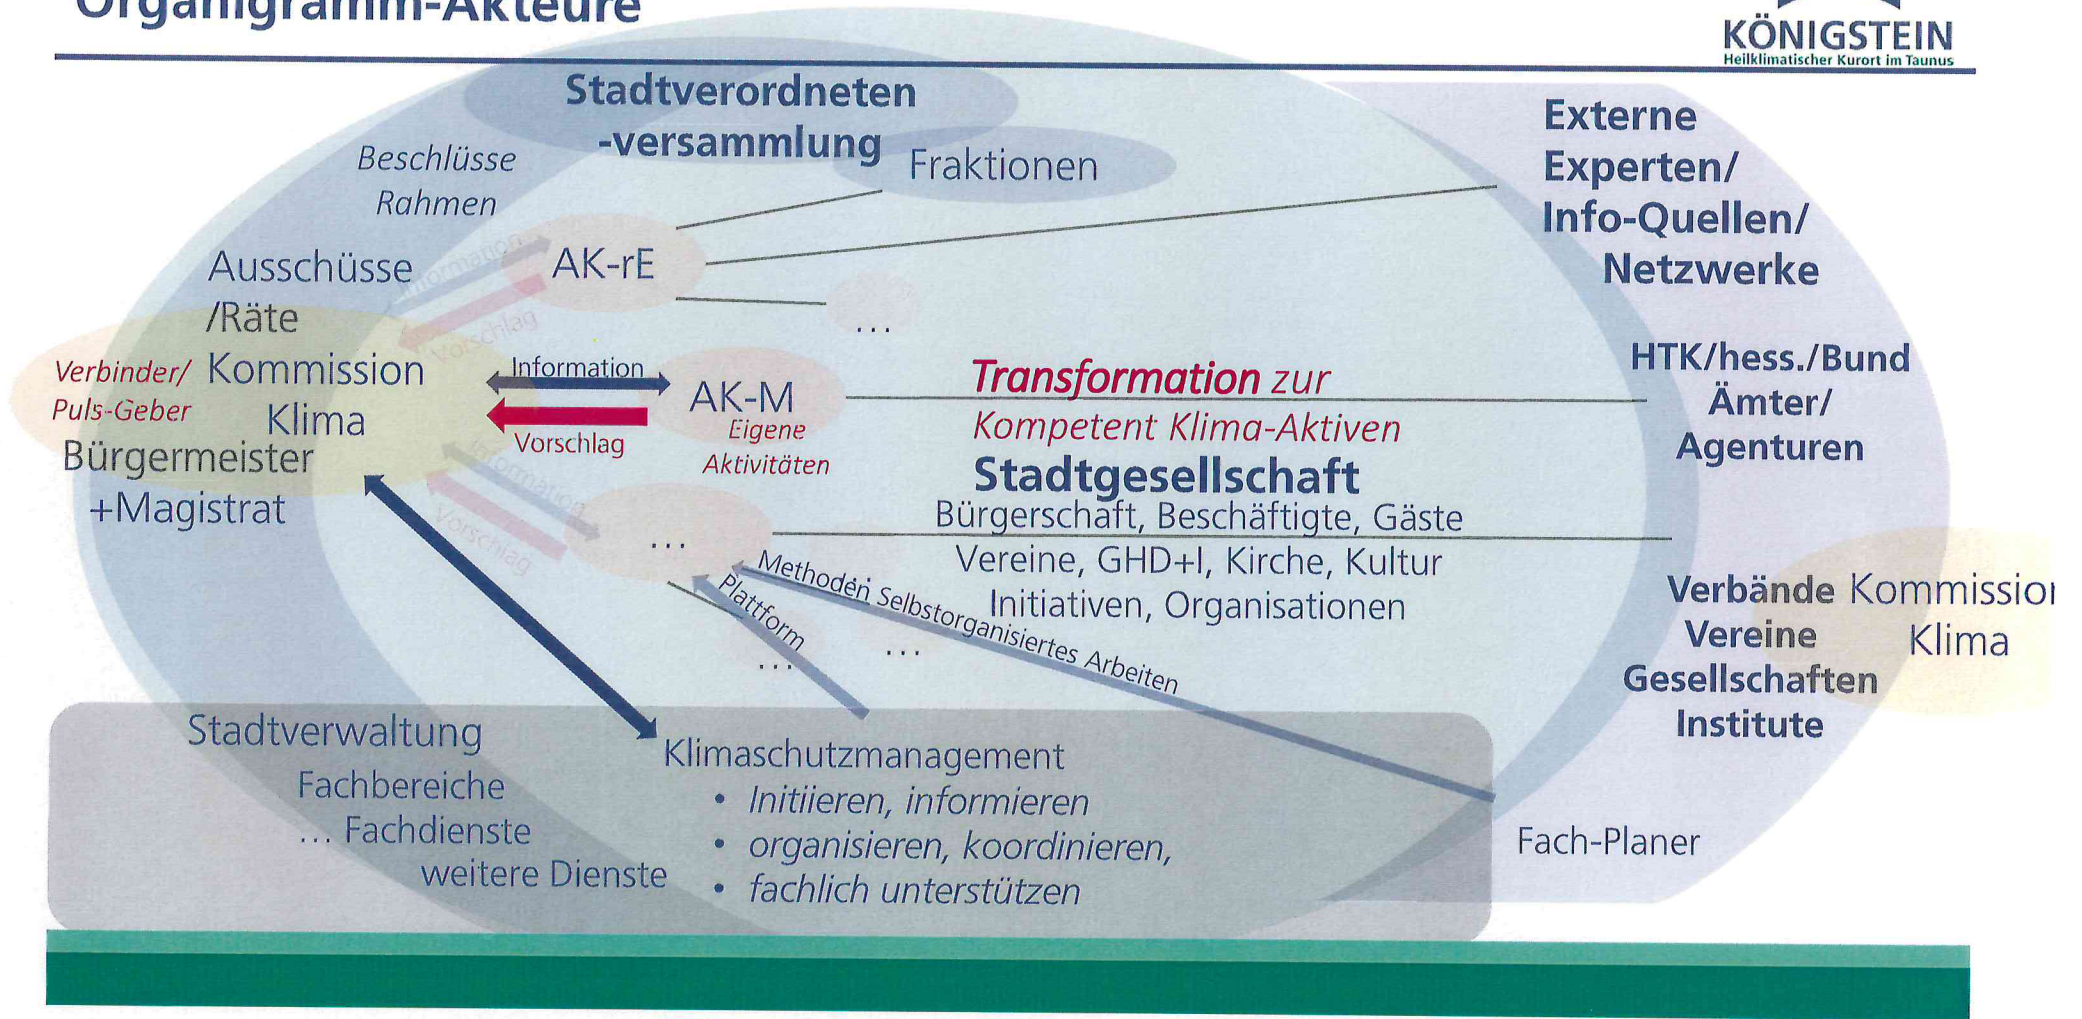 Organigramm-Akteure
KÖNIGSTEIN
Heilklimatischer Kurort im Taunus
Stadtverordneten
-versammlung
Fraktionen
Beschlüsse
Rahmen
Ausschüsse
/Räte
Verbinder/
Puls-Geber
Kommission
Klima
Bürgermeister
+Magistrat
Information
Vorschlag
AK-rE
...
Information
Vorschlag
AK-M
Eigene
Aktivitäten
Information
Vorschlag
...
Transformation zur
Kompetent Klima-Aktiven
Stadtgesellschaft
Bürgerschaft, Beschäftigte, Gäste
Vereine, GHD+I, Kirche, Kultur
Initiativen, Organisationen
Methoden Selbstorganisiertes Arbeiten
Plattform
...
...
Externe
Experten/
Info-Quellen/
Netzwerke
HTK/hess./Bund
Ämter/
Agenturen
Verbände
Vereine
Gesellschaften
Institute
Kommission
Klima
Fach-Planer
Stadtverwaltung
Fachbereiche
... Fachdienste
weitere Dienste
Klimaschutzmanagement
• Initiieren, informieren
• organisieren, koordinieren,
• fachlich unterstützen